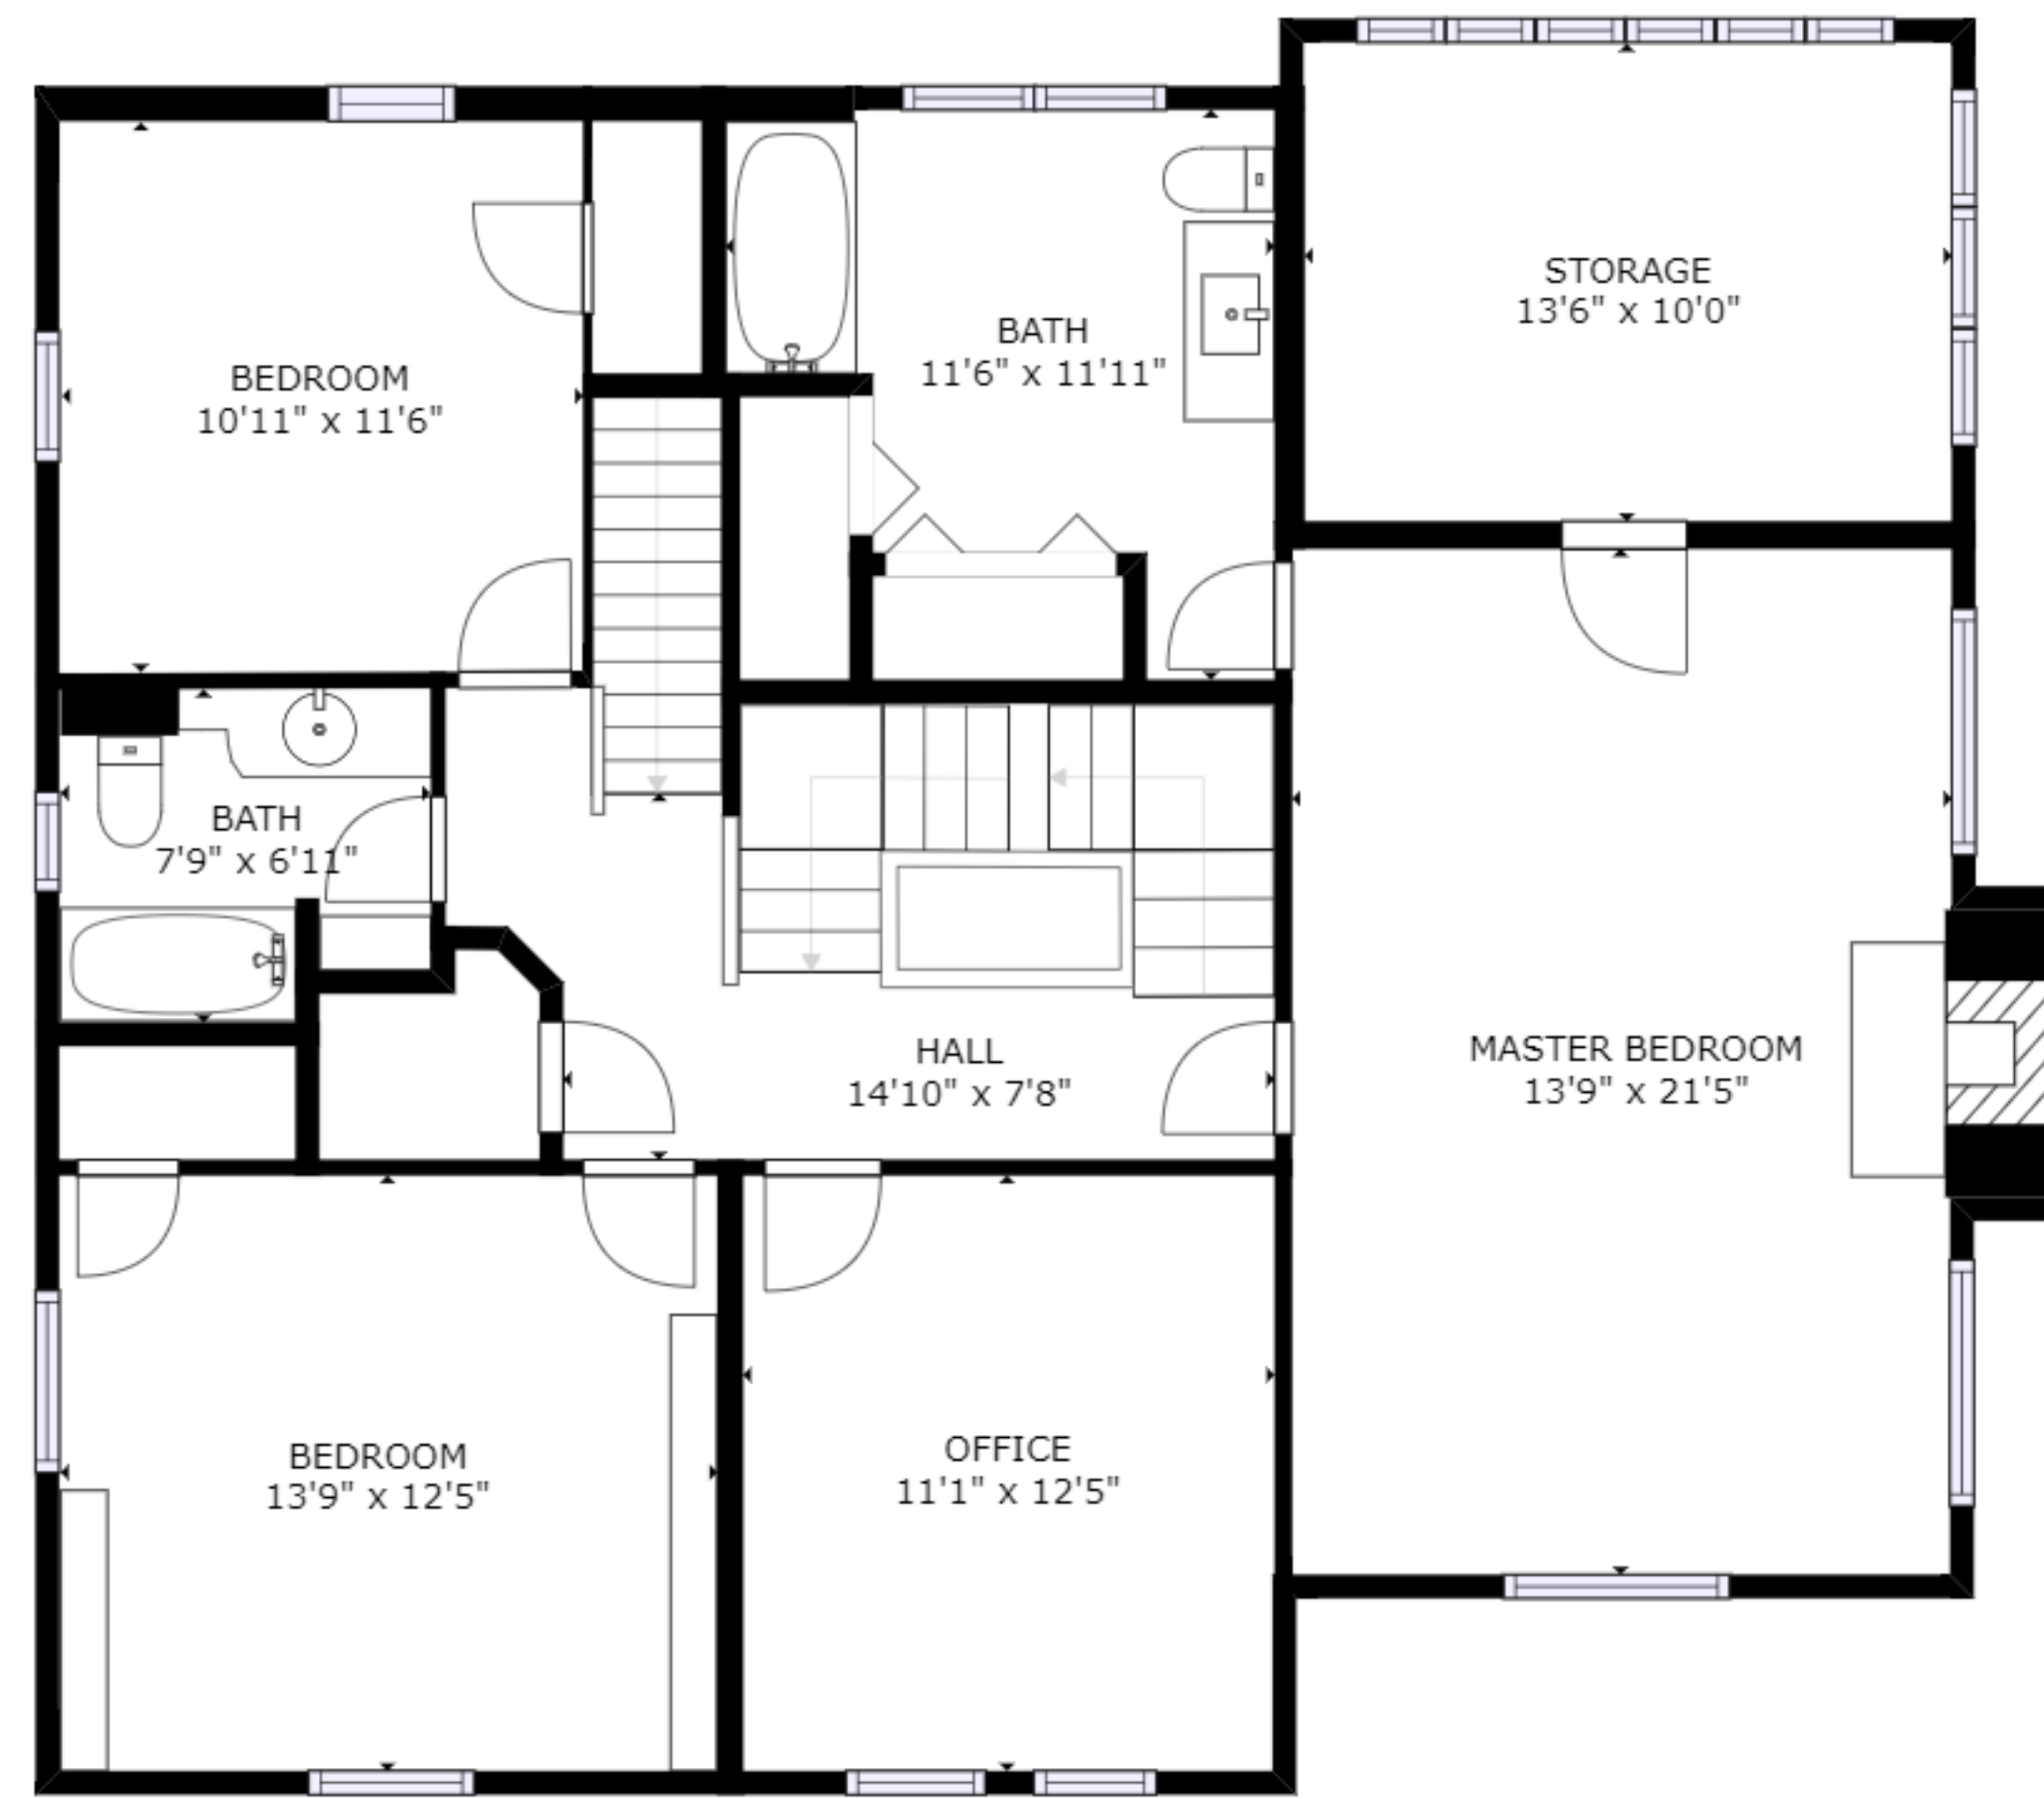 STORAGE
13'6" x 10'0"
BATH
11'6" x 11'11"
BEDROOM
10'11" x 11'6"
BATH
7'9" x 6'11"
HALL
14'10" x 7'8"
MASTER BEDROOM
13'9" x 21'5"
BEDROOM
13'9" x 12'5"
OFFICE
11'1" x 12'5"